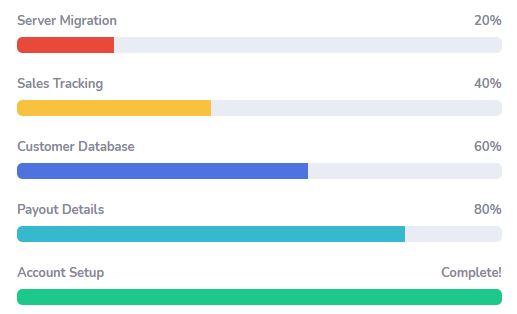 Server Migration 20%
Sales Tracking 40%
Customer Database 60%
Payout Details 80%
Account Setup Complete!